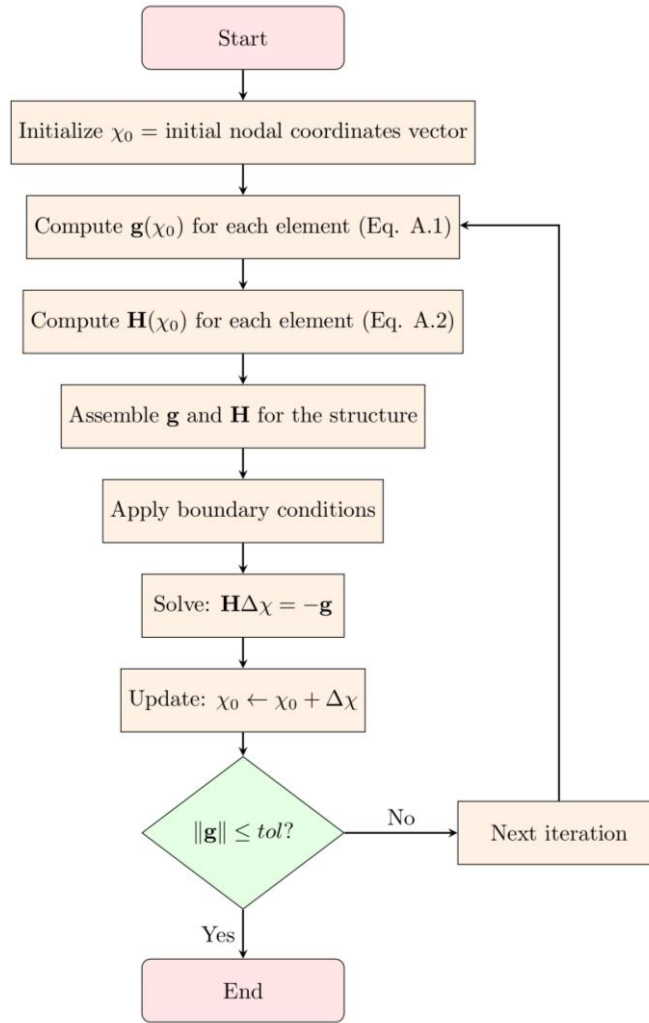 Start
Initialize χ₀ = initial nodal coordinates vector
Compute g(χ₀) for each element (Eq. A.1)
Compute H(χ₀) for each element (Eq. A.2)
Assemble g and H for the structure
Apply boundary conditions
Solve: HΔχ = −g
Update: χ₀ ← χ₀ + Δχ
‖g‖ ≤ tol?
No
Next iteration
Yes
End